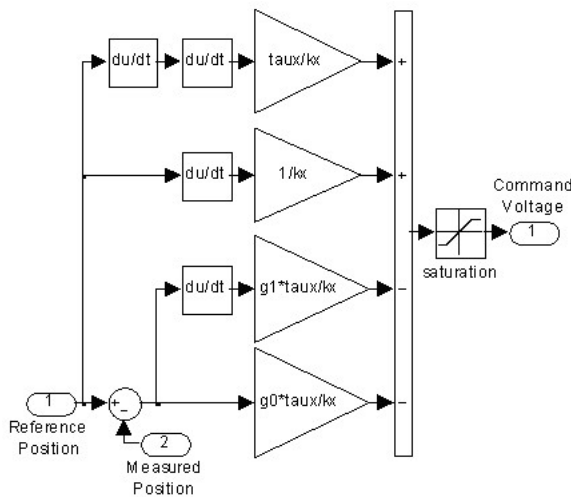 du/dt
du/dt
taux/kx
+
du/dt
1/kx
+
Command
Voltage
1
saturation
du/dt
g1*taux/kx
−
1
+
−
g0*taux/kx
−
Reference
Position
2
Measured
Position